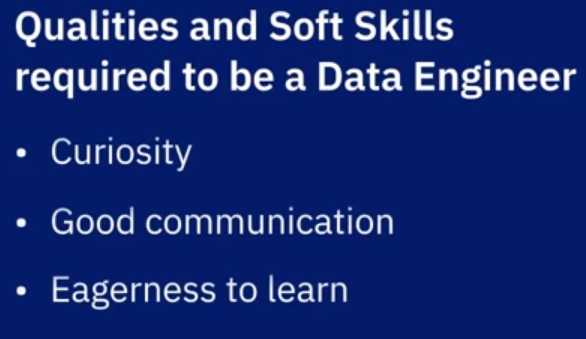 Qualities and Soft Skills
required to be a Data Engineer
• Curiosity
• Good communication
• Eagerness to learn